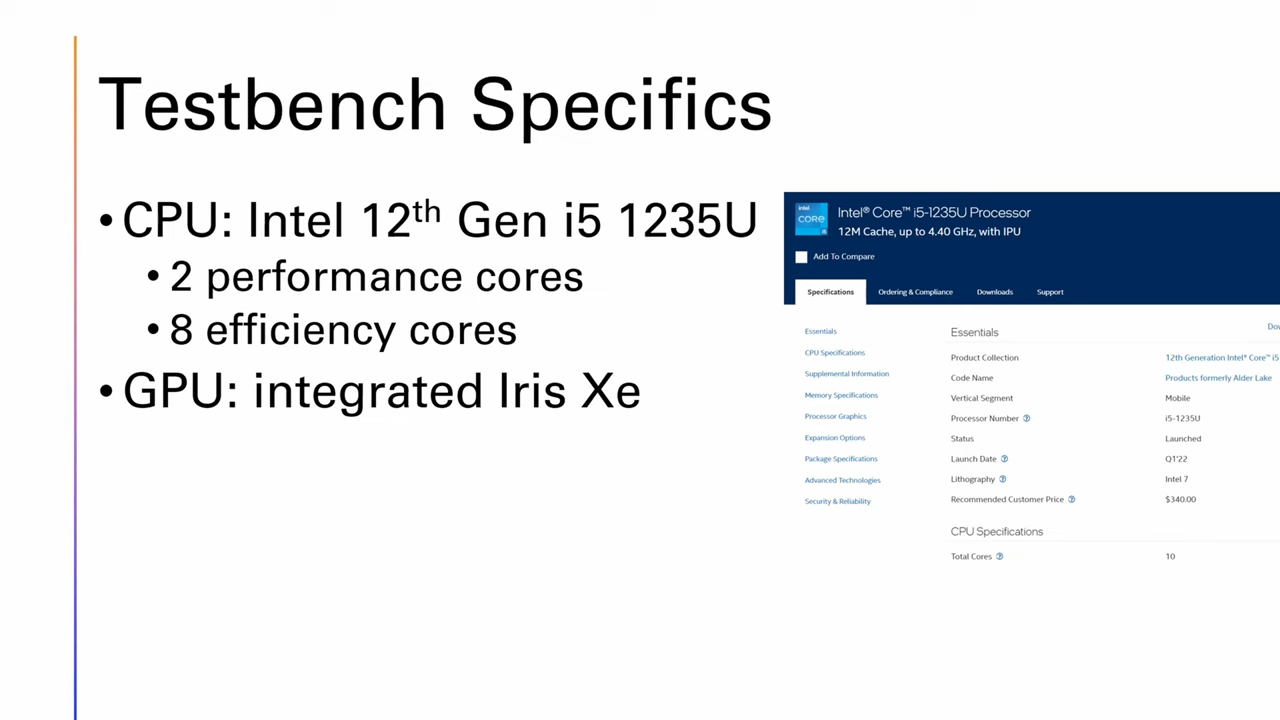 Testbench Specifics
• CPU: Intel 12th Gen i5 1235U
• 2 performance cores
• 8 efficiency cores
• GPU: integrated Iris Xe
intel CORE i5
Intel® Core™ i5-1235U Processor
12M Cache, up to 4.40 GHz, with IPU
Add To Compare
Specifications Ordering & Compliance Downloads Support
Essentials
CPU Specifications
Supplemental Information
Memory Specifications
Processor Graphics
Expansion Options
Package Specifications
Advanced Technologies
Security & Reliability
Essentials
Product Collection 12th Generation Intel® Core™ i5
Code Name Products formerly Alder Lake
Vertical Segment Mobile
Processor Number i5-1235U
Status Launched
Launch Date Q1'22
Lithography Intel 7
Recommended Customer Price $340.00
CPU Specifications
Total Cores 10